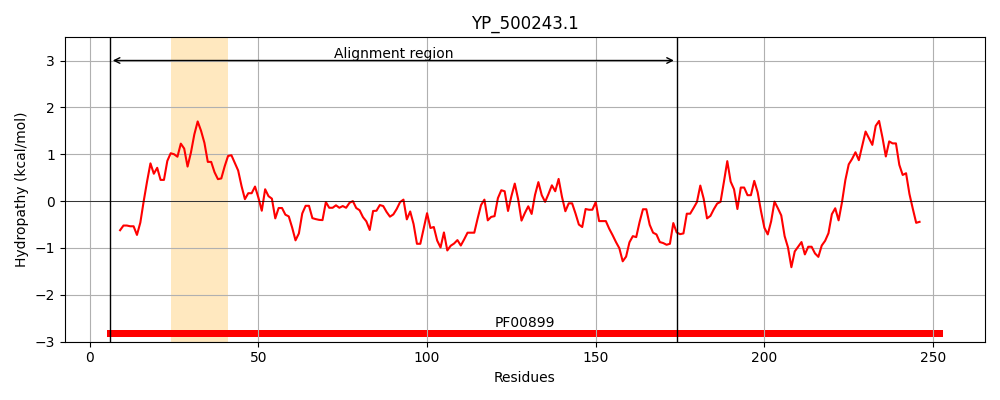 YP_500243.1
Alignment region
3
2
1
0
−1
−2
−3
Hydropathy (kcal/mol)
PF00899
0 50 100 150 200 250
Residues